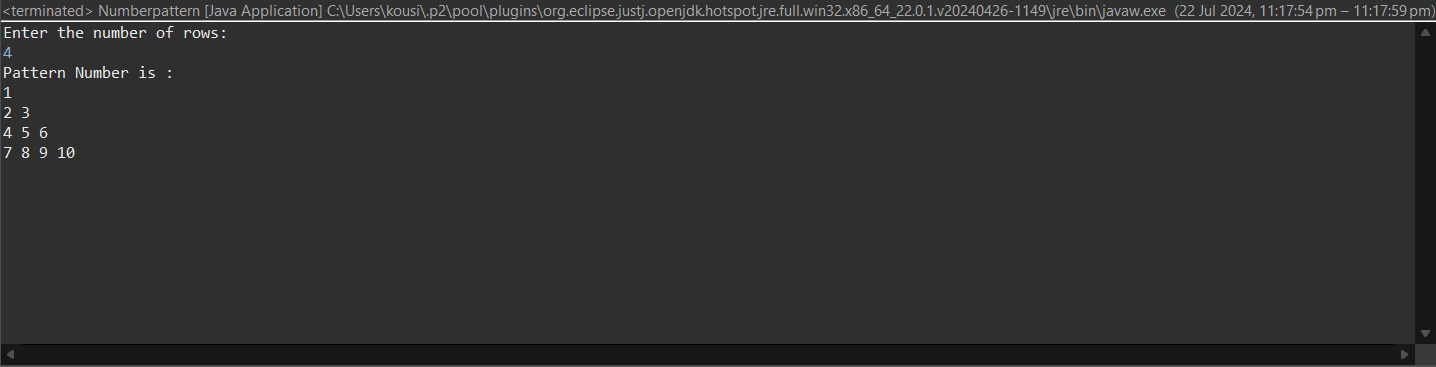 <terminated> Numberpattern [Java Application] C:\Users\kousi\.p2\pool\plugins\org.eclipse.justj.openjdk.hotspot.jre.full.win32.x86_64_22.0.1.v20240426-1149\jre\bin\javaw.exe (22 Jul 2024, 11:17:54 pm – 11:17:59 pm)
Enter the number of rows:
4
Pattern Number is :
1
2 3
4 5 6
7 8 9 10